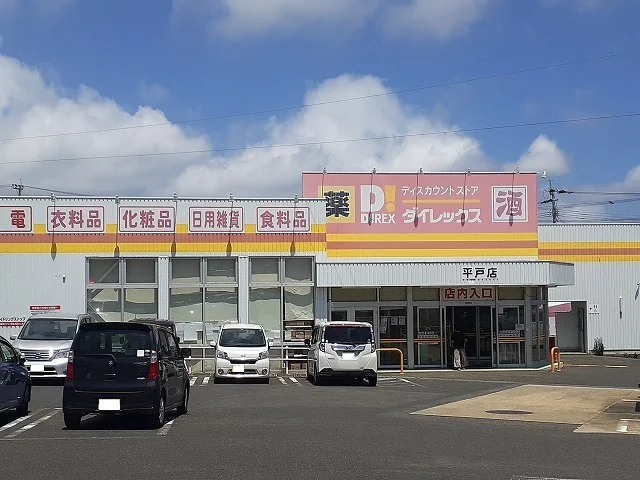 電
衣料品
化粧品
日用雑貨
食料品
薬
D!REX
ディスカウントストア
ダイレックス
酒
平戸店
店内入口